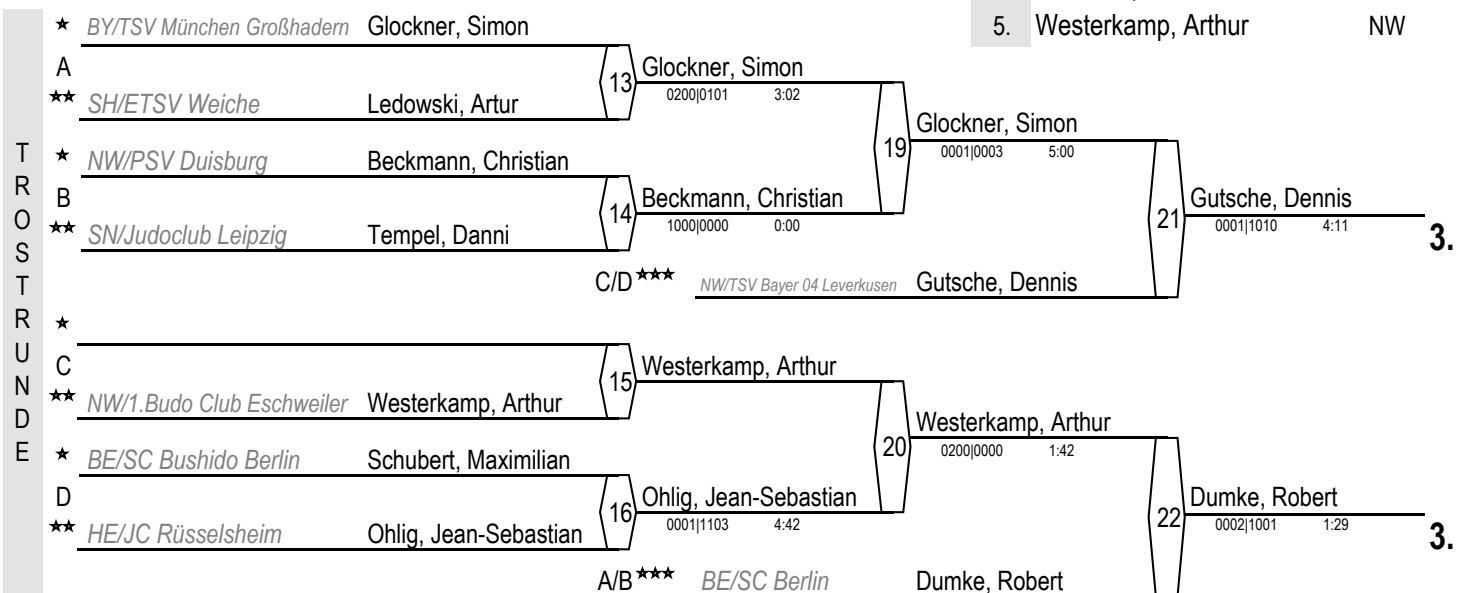 5. Westerkamp, Arthur NW
TROSTRUNDE
★ BY/TSV München Großhadern Glockner, Simon
A
13 Glockner, Simon
0200|0101 3:02
★★ SH/ETSV Weiche Ledowski, Artur
19 Glockner, Simon
0001|0003 5:00
★ NW/PSV Duisburg Beckmann, Christian
B
14 Beckmann, Christian
1000|0000 0:00
★★ SN/Judoclub Leipzig Tempel, Danni
21 Gutsche, Dennis
0001|1010 4:11
3.
C/D ★★★ NW/TSV Bayer 04 Leverkusen Gutsche, Dennis
★
C
15 Westerkamp, Arthur
★★ NW/1.Budo Club Eschweiler Westerkamp, Arthur
20 Westerkamp, Arthur
0200|0000 1:42
★ BE/SC Bushido Berlin Schubert, Maximilian
D
16 Ohlig, Jean-Sebastian
0001|1103 4:42
★★ HE/JC Rüsselsheim Ohlig, Jean-Sebastian
22 Dumke, Robert
0002|1001 1:29
3.
A/B ★★★ BE/SC Berlin Dumke, Robert